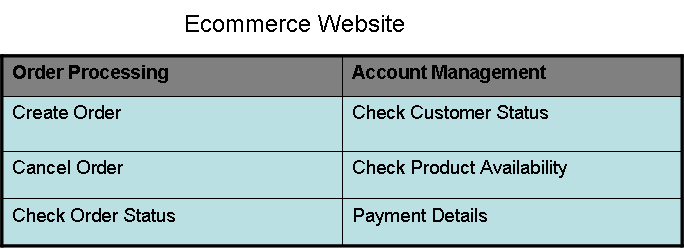 Ecommerce Website
Order Processing Account Management
Create Order Check Customer Status
Cancel Order Check Product Availability
Check Order Status Payment Details